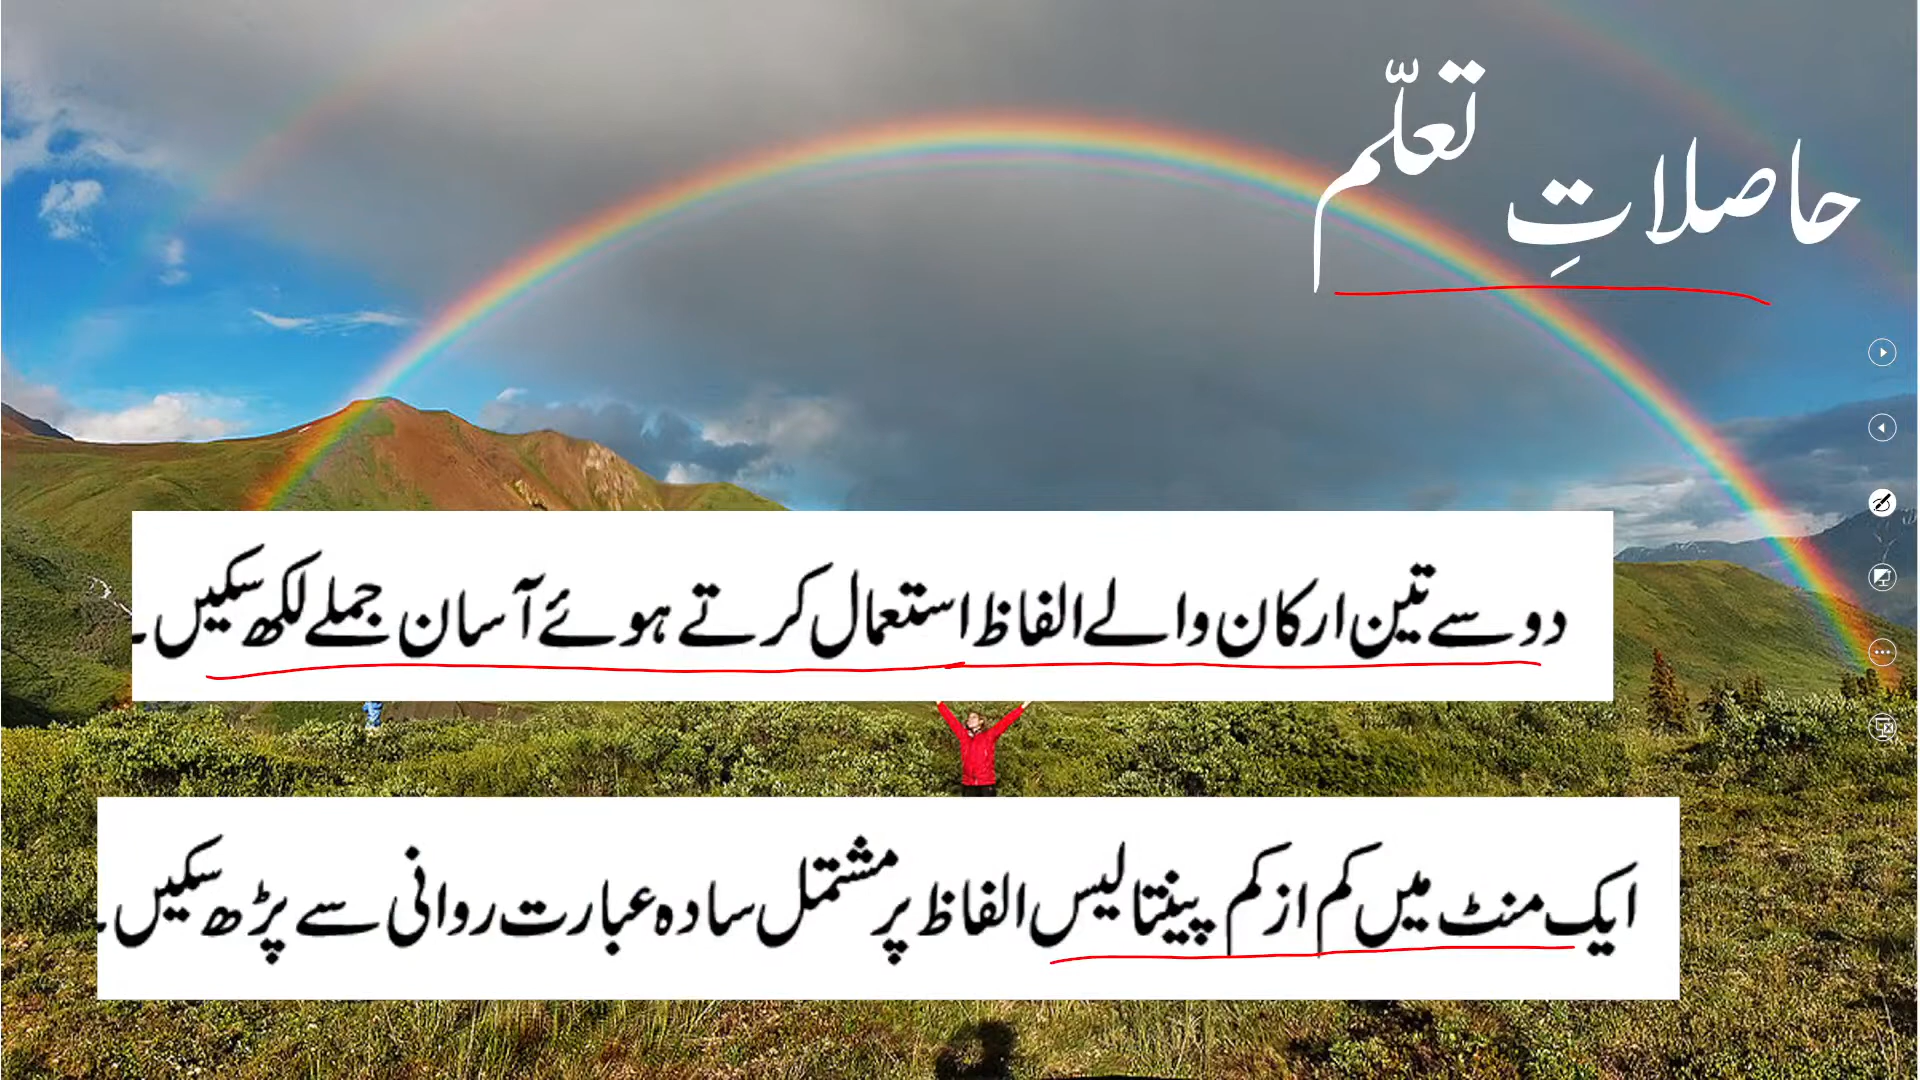 حاصلاتِ تعلّم
دو سے تین ارکان والے الفاظ استعمال کرتے ہوئے آسان جملے لکھ سکیں۔
ایک منٹ میں کم از کم پینتالیس الفاظ پر مشتمل سادہ عبارت روانی سے پڑھ سکیں۔